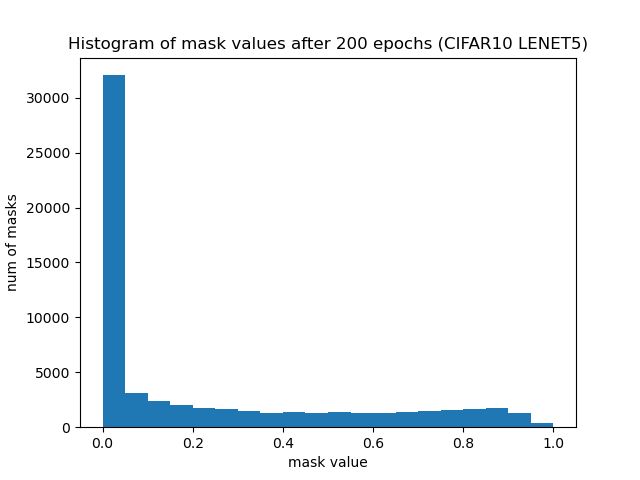 Histogram of mask values after 200 epochs (CIFAR10 LENET5)
30000
25000
20000
15000
10000
5000
0
num of masks
0.0 0.2 0.4 0.6 0.8 1.0
mask value